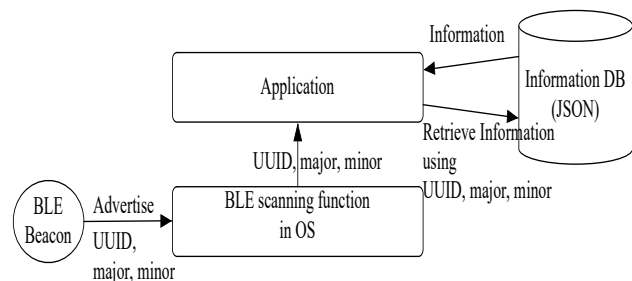 Information
Information DB
(JSON)
Application
Retrieve Information
using
UUID, major, minor
UUID, major, minor
BLE scanning function
in OS
BLE
Beacon
Advertise
UUID,
major, minor